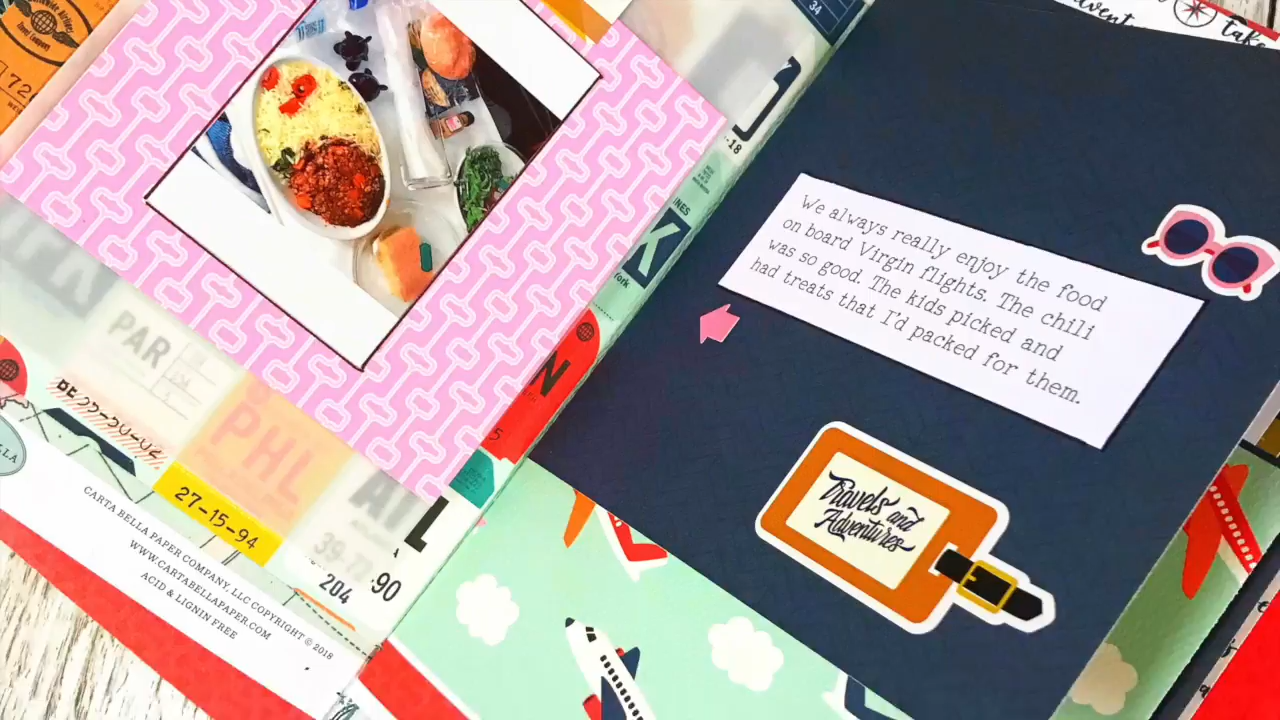 We always really enjoy the food
on board Virgin flights. The chili
was so good. The kids picked and
had treats that I'd packed for them.
Travels and
Adventures
PAR
PHL
27-15-94
204
90
CARTA BELLA PAPER COMPANY, LLC COPYRIGHT © 2018
WWW.CARTABELLAPAPER.COM
ACID & LIGNIN FREE
34
-18
K
N
5
take